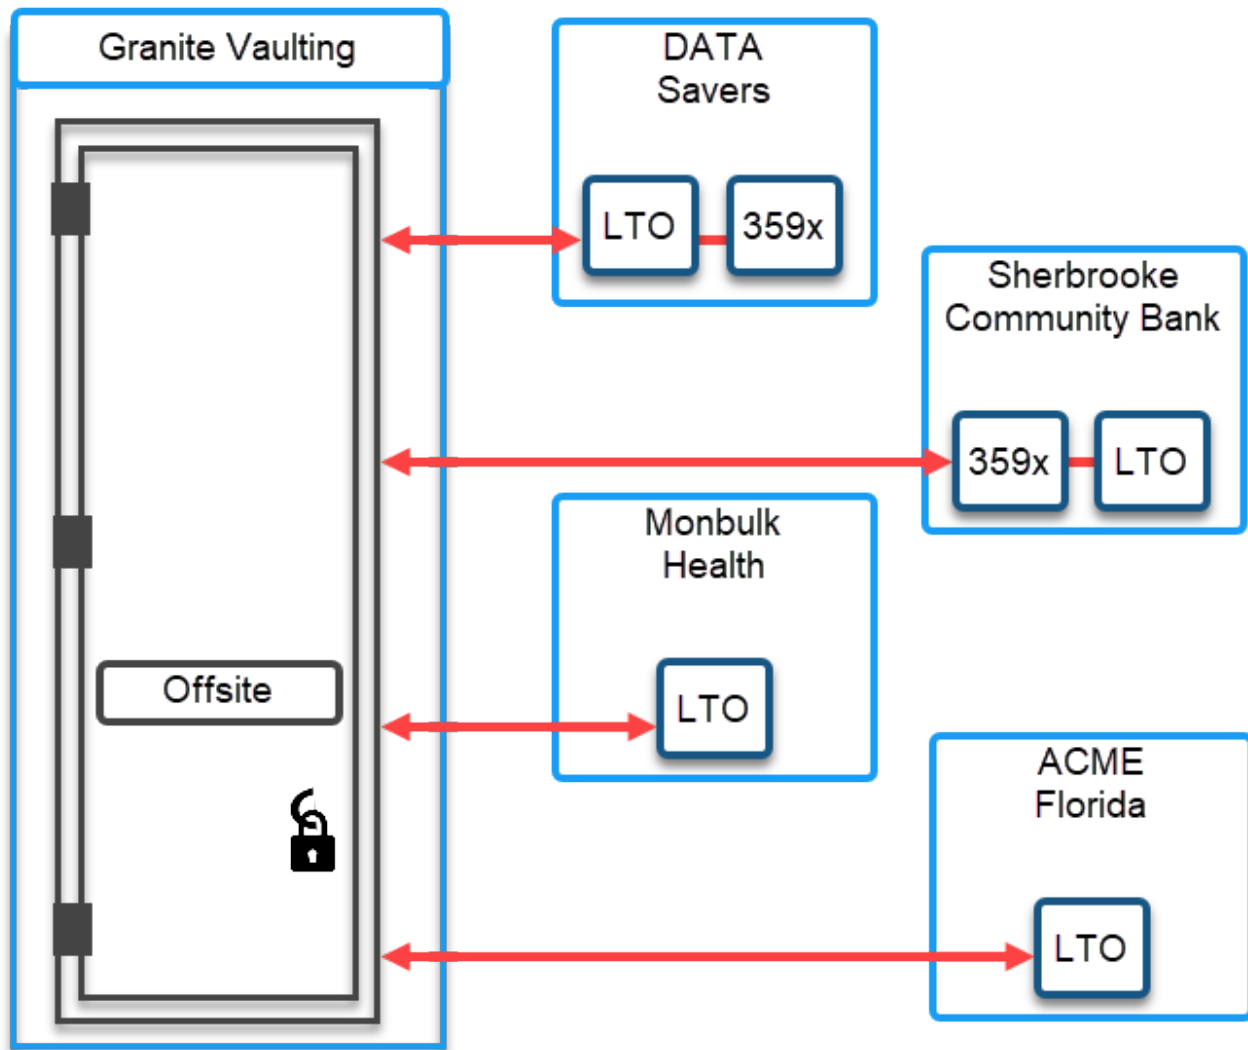 Granite Vaulting
Offsite
DATA
Savers
LTO
359x
Sherbrooke
Community Bank
359x
LTO
Monbulk
Health
LTO
ACME
Florida
LTO